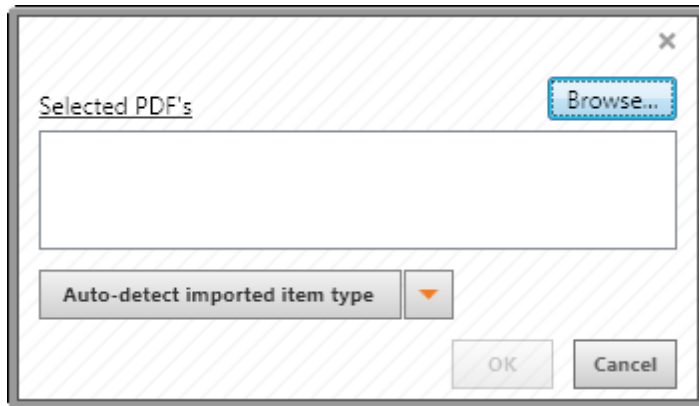 Selected PDF's
Browse...
Auto-detect imported item type
OK
Cancel